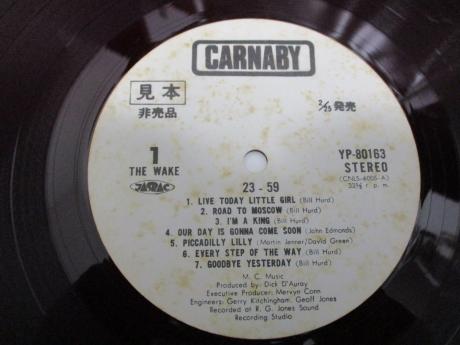 CARNABY
見本
非売品
2/25発売
1
THE WAKE
JASRAC
YP-80163
STEREO
(CNLS-6005-A)
33⅓ r. p. m.
23 - 59
1. LIVE TODAY LITTLE GIRL (Bill Hurd)
2. ROAD TO MOSCOW (Bill Hurd)
3. I'M A KING (Bill Hurd)
4. OUR DAY IS GONNA COME SOON (John Edmonds)
5. PICCADILLY LILLY (Martin Jenner/David Green)
6. EVERY STEP OF THE WAY (Bill Hurd)
7. GOODBYE YESTERDAY (Bill Hurd)
M. C. Music
Produced by: Dick D'Auray
Executive Producer: Mervyn Conn
Engineers: Gerry Kitchingham, Geoff Jones
Recorded at R. G. Jones Sound
Recording Studio